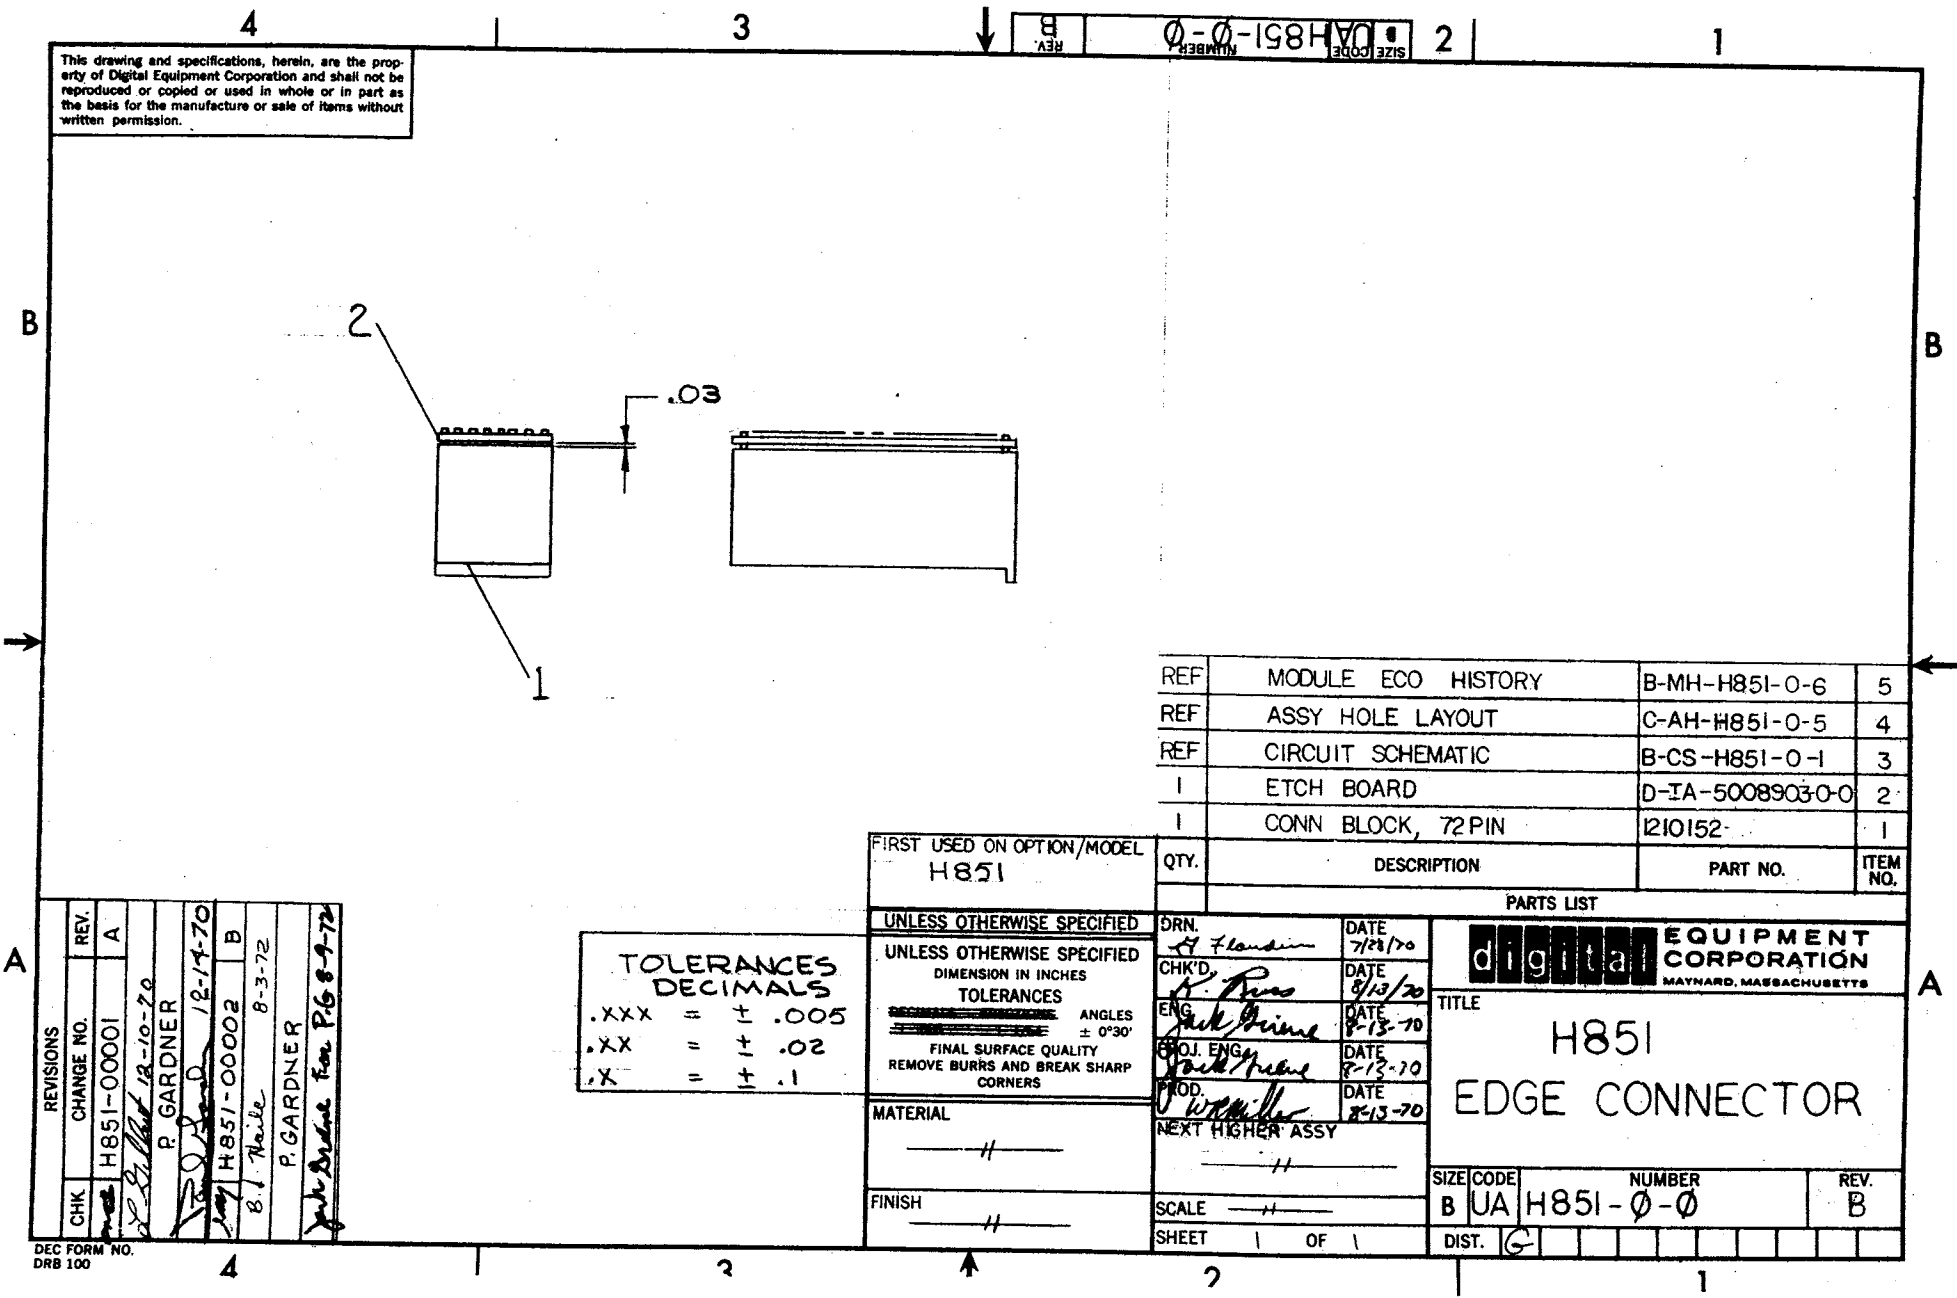 4
3
2
1
REV.
B
NUMBER
H851-Ø-Ø
CODE
UA
SIZE
B
This drawing and specifications, herein, are the prop-
erty of Digital Equipment Corporation and shall not be
reproduced or copied or used in whole or in part as
the basis for the manufacture or sale of items without
written permission.
B
B
2
.03
1
REF MODULE ECO HISTORY B-MH-H851-0-6 5
REF ASSY HOLE LAYOUT C-AH-H851-0-5 4
REF CIRCUIT SCHEMATIC B-CS-H851-0-1 3
1 ETCH BOARD D-IA-5008903-0-0 2
1 CONN BLOCK, 72 PIN 1210152 1
QTY. DESCRIPTION PART NO. ITEM NO.
PARTS LIST
FIRST USED ON OPTION/MODEL
H851
UNLESS OTHERWISE SPECIFIED
UNLESS OTHERWISE SPECIFIED
DIMENSION IN INCHES
TOLERANCES
ANGLES
± 0°30'
FINAL SURFACE QUALITY
REMOVE BURRS AND BREAK SHARP
CORNERS
MATERIAL
FINISH
TOLERANCES
DECIMALS
.XXX = ± .005
.XX = ± .02
.X = ± .1
DRN.
DATE
7/28/70
CHK'D.
DATE
8/13/70
ENG.
DATE
8-13-70
PROJ. ENG.
DATE
8-13-70
PROD.
DATE
8-13-70
NEXT HIGHER ASSY
SCALE
SHEET 1 OF 1
digital EQUIPMENT
CORPORATION
MAYNARD, MASSACHUSETTS
TITLE
H851
EDGE CONNECTOR
SIZE CODE NUMBER REV.
B UA H851-Ø-Ø B
DIST. G
A
A
REVISIONS
CHK. CHANGE NO. REV.
H851-00001 A
12-10-70
P. GARDNER
12-14-70
H851-00002 B
8-3-72
P. GARDNER
8-9-72
DEC FORM NO.
DRB 100
4
3
2
1